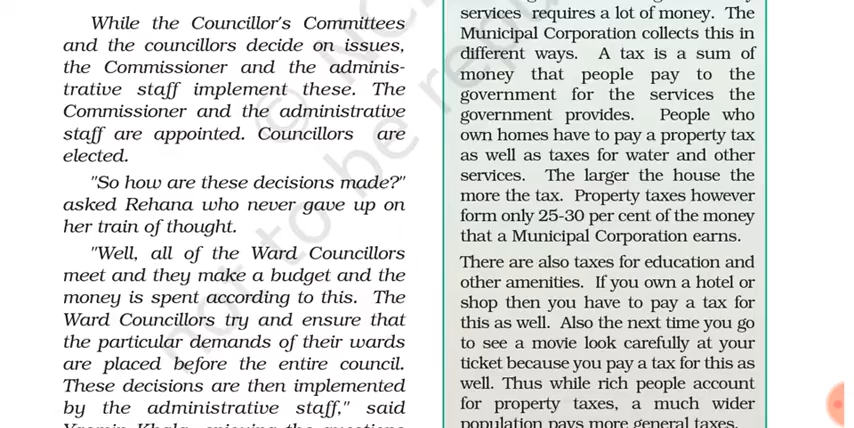 While the Councillor's Committees
and the councillors decide on issues,
the Commissioner and the adminis-
trative staff implement these. The
Commissioner and the administrative
staff are appointed. Councillors are
elected.
"So how are these decisions made?"
asked Rehana who never gave up on
her train of thought.
"Well, all of the Ward Councillors
meet and they make a budget and the
money is spent according to this. The
Ward Councillors try and ensure that
the particular demands of their wards
are placed before the entire council.
These decisions are then implemented
by the administrative staff," said
services requires a lot of money. The
Municipal Corporation collects this in
different ways. A tax is a sum of
money that people pay to the
government for the services the
government provides. People who
own homes have to pay a property tax
as well as taxes for water and other
services. The larger the house the
more the tax. Property taxes however
form only 25-30 per cent of the money
that a Municipal Corporation earns.
There are also taxes for education and
other amenities. If you own a hotel or
shop then you have to pay a tax for
this as well. Also the next time you go
to see a movie look carefully at your
ticket because you pay a tax for this as
well. Thus while rich people account
for property taxes, a much wider
population pays more general taxes.
not to be re